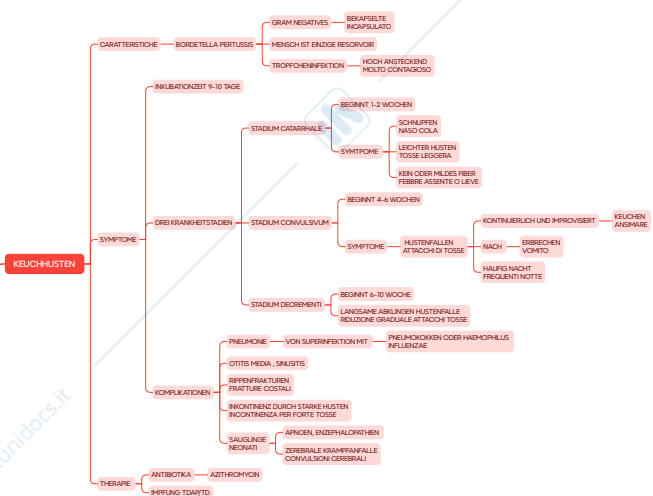 KEUCHHUSTEN
CARATTERISTICHE
BORDETELLA PERTUSSIS
GRAM NEGATIVES
BEKAPSELTE
INCAPSULATO
MENSCH IST EINZIGE RESORVOIR
TROPFCHENINFEKTION
HOCH ANSTECKEND
MOLTO CONTAGIOSO
SYMPTOME
INKUBATIONZEIT 9-10 TAGE
DREI KRANKHEITSTADIEN
STADIUM CATARRHALE
BEGINNT 1-2 WOCHEN
SYMTPOME
SCHNUPFEN
NASO COLA
LEICHTER HUSTEN
TOSSE LEGGERA
KEIN ODER MILDES FIBER
FEBBRE ASSENTE O LIEVE
STADIUM CONVULSIVUM
BEGINNT 4-6 WOCHEN
SYMPTOME
HUSTENFALLEN
ATTACCHI DI TOSSE
KONTINUIERLICH UND IMPROVISIERT
KEUCHEN
ANSIMARE
NACH
ERBRECHEN
VOMITO
HAUFIG NACHT
FREQUENTI NOTTE
STADIUM DECREMENTI
BEGINNT 6-10 WOCHE
LANGSAME ABKLINGEN HUSTENFALLE
RIDUZIONE GRADUALE ATTACCHI TOSSE
KOMPLIKATIONEN
PNEUMONIE
VON SUPERINFEKTION MIT
PNEUMOKOKKEN ODER HAEMOPHILUS
INFLUENZAE
OTITIS MEDIA , SINUSITIS
RIPPENFRAKTUREN
FRATTURE COSTALI
INKONTINENZ DURCH STARKE HUSTEN
INCONTINENZA PER FORTE TOSSE
SAUGLINGE
NEONATI
APNOEN, ENZEPHALOPATHIEN
ZEREBRALE KRAMPFANFALLE
CONVULSIONI CEREBRALI
THERAPIE
ANTIBIOTIKA
AZITHROMYCIN
IMPFUNG TDAP/TD
unidocs.it